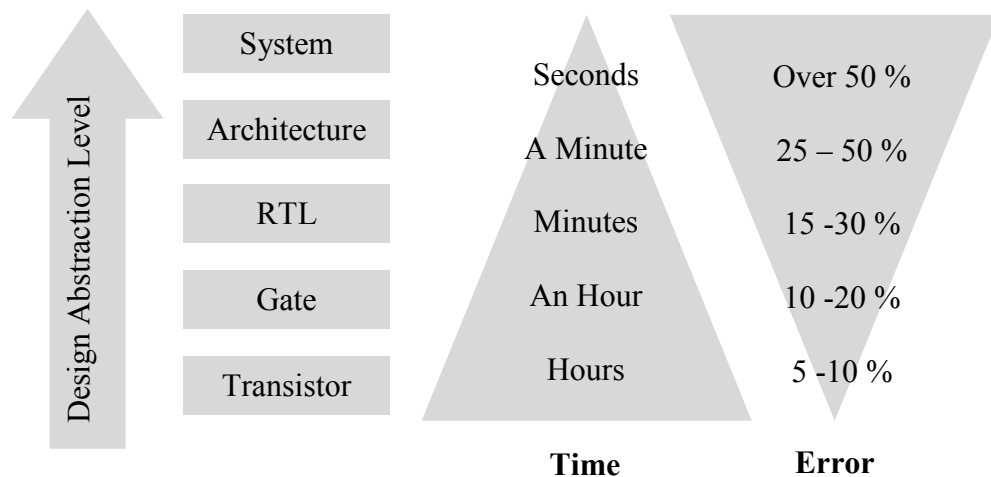 Design Abstraction Level
System
Architecture
RTL
Gate
Transistor
Seconds
A Minute
Minutes
An Hour
Hours
Time
Over 50 %
25 – 50 %
15 -30 %
10 -20 %
5 -10 %
Error